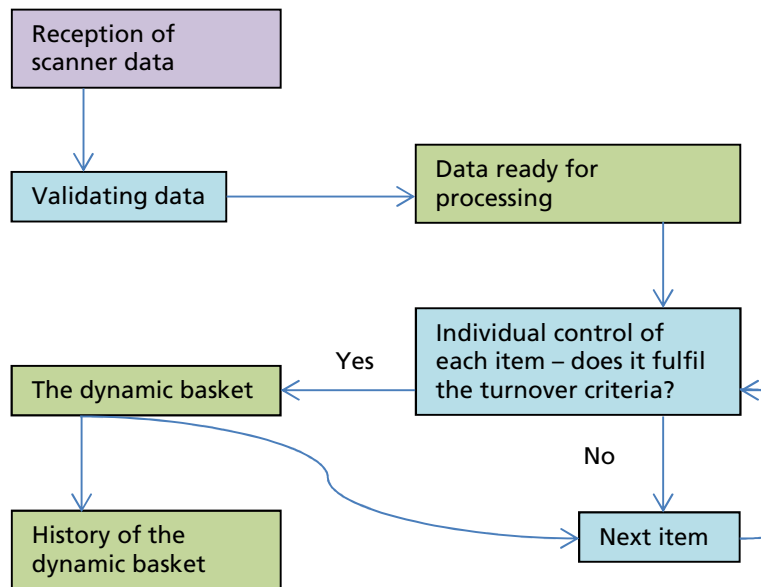 Reception of
scanner data
Validating data
Data ready for
processing
Individual control of
each item – does it fulfil
the turnover criteria?
Yes
The dynamic basket
No
History of the
dynamic basket
Next item